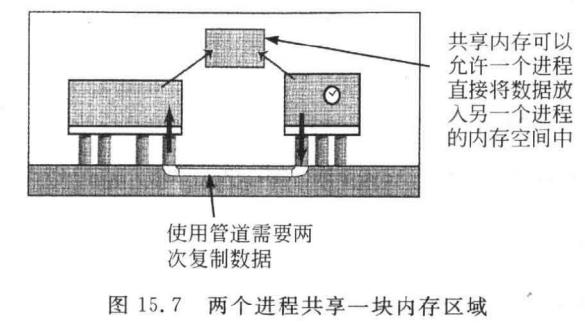 共享内存可以
允许一个进程
直接将数据放
入另一个进程
的内存空间中
使用管道需要两
次复制数据
图 15.7 两个进程共享一块内存区域